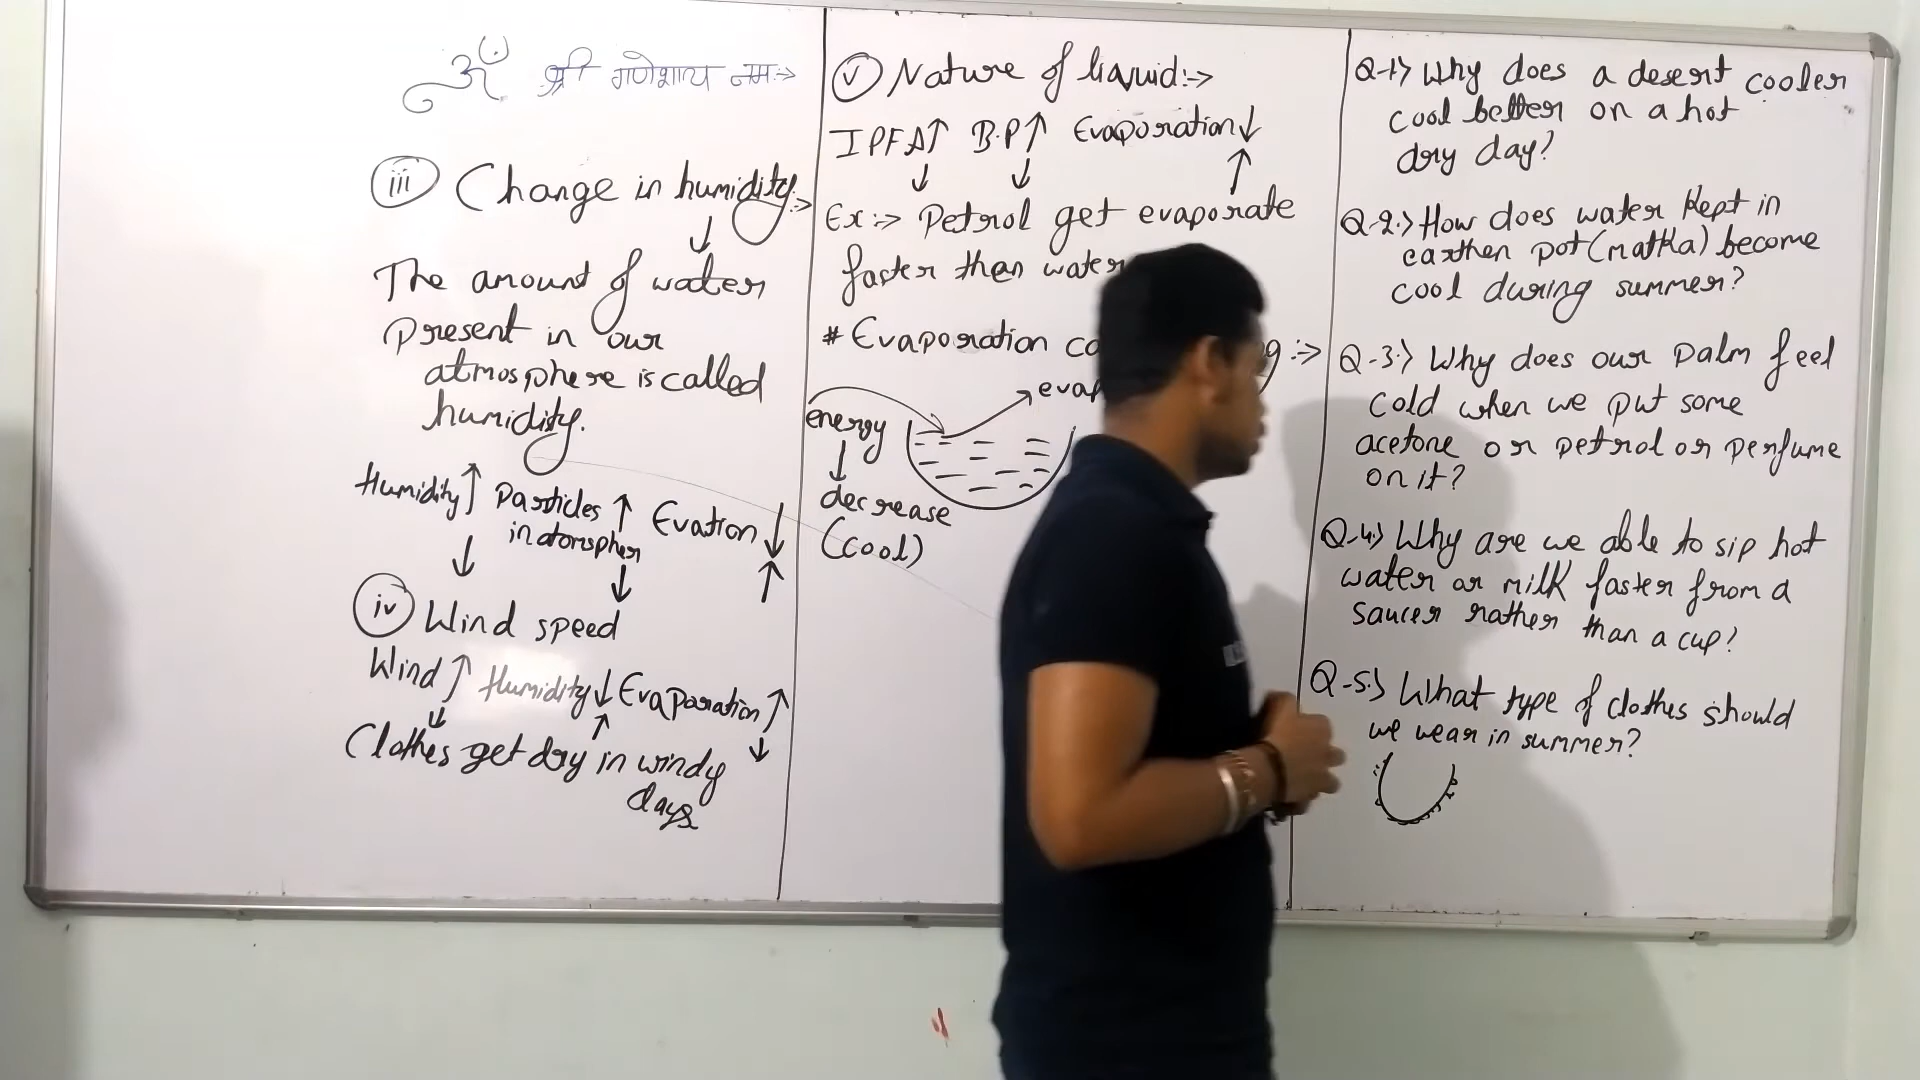 ॐ श्री गणेशाय नमः:->
(iii) Change in humidity:->
↓
The amount of water
Present in our
atmosphere is called
humidity.
Humidity↑ Particles ↑ Evation ↓
in atomspher
↓ ↓ ↑
(iv) Wind speed
Wind↑ Humidity↓ Evaporation↑
↓ ↑ ↓
Clothes get dry in windy
days
(v) Nature of liquid:->
IPFA↑ B.P↑ Evaporation↓
↓ ↓ ↑
Ex:-> Petrol get evaporate
faster than water
# Evaporation :->
energy
↓
decrease
(cool)
Q-1> Why does a desert cooler
cool better on a hot
dry day?
Q-2.> How does water kept in
earthen pot (matka) become
cool during summer?
Q-3.> Why does our palm feel
cold when we put some
acetone or petrol or perfume
on it?
Q-4.> Why are we able to sip hot
water or milk faster from a
saucer rather than a cup?
Q-5.> What type of clothes should
we wear in summer?